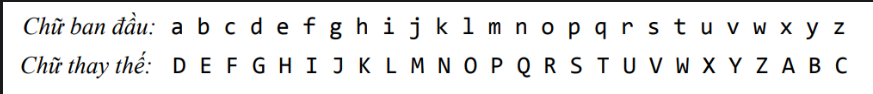 Chữ ban đầu: a b c d e f g h i j k l m n o p q r s t u v w x y z
Chữ thay thế: D E F G H I J K L M N O P Q R S T U V W X Y Z A B C